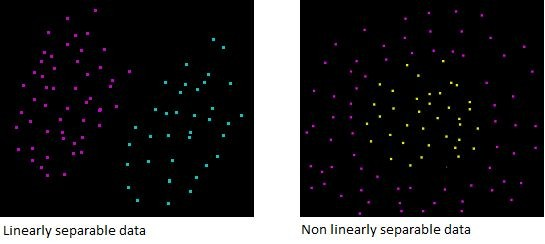 Linearly separable data
Non linearly separable data